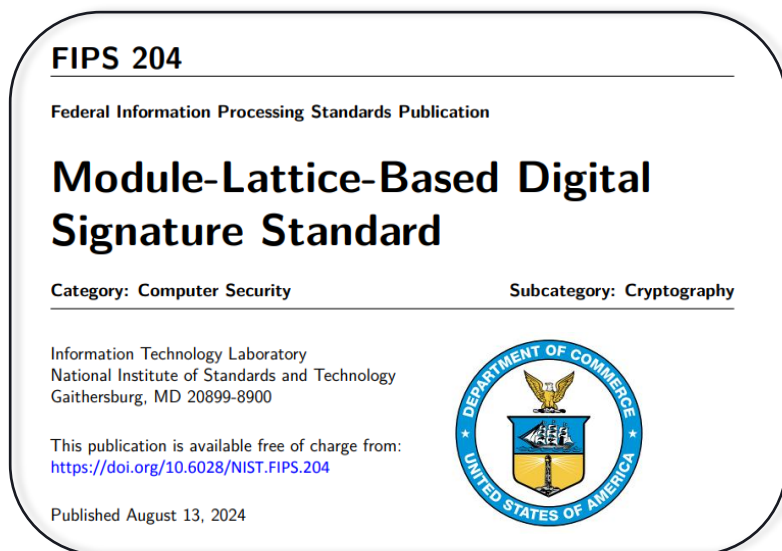 FIPS 204
Federal Information Processing Standards Publication
Module-Lattice-Based Digital
Signature Standard
Category: Computer Security
Subcategory: Cryptography
Information Technology Laboratory
National Institute of Standards and Technology
Gaithersburg, MD 20899-8900
This publication is available free of charge from:
https://doi.org/10.6028/NIST.FIPS.204
Published August 13, 2024
DEPARTMENT OF COMMERCE
UNITED STATES OF AMERICA